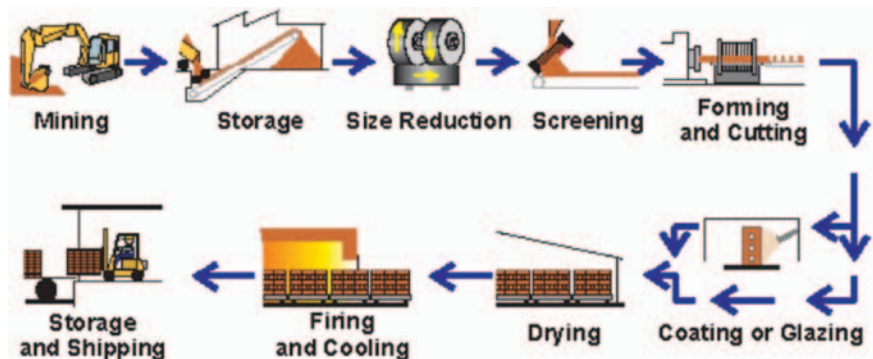 Mining
Storage
Size Reduction
Screening
Forming
and Cutting
Coating or Glazing
Drying
Firing
and Cooling
Storage
and Shipping